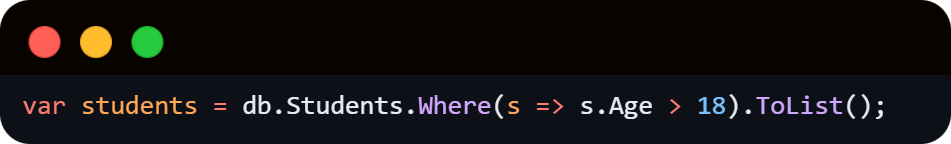 var students = db.Students.Where(s => s.Age > 18).ToList();